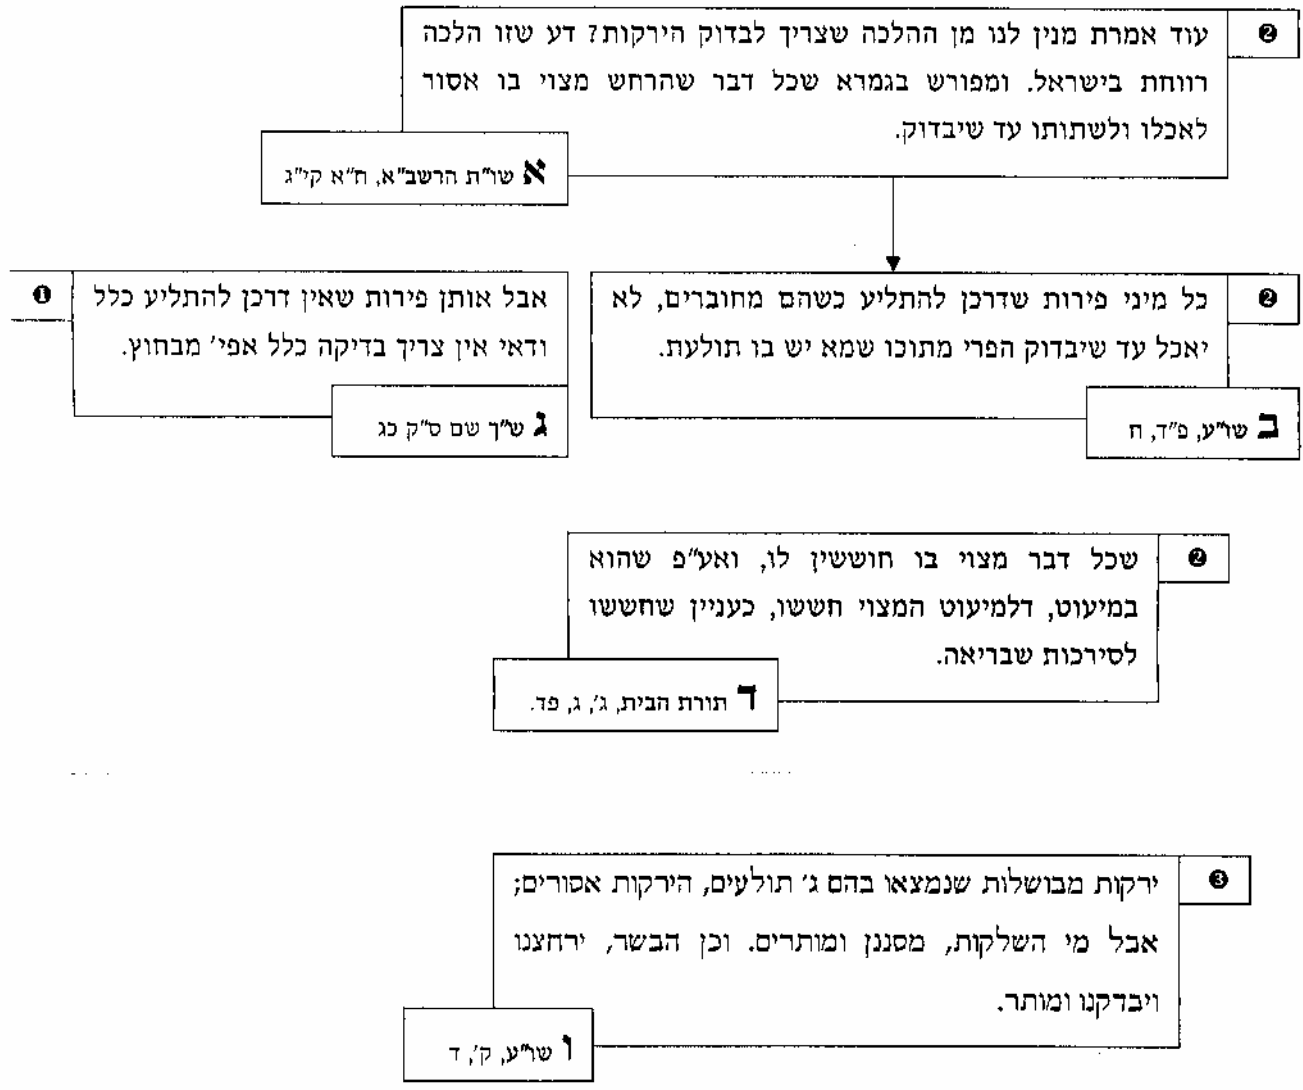 ❷
עוד אמרת מנין לנו מן ההלכה שצריך לבדוק הירקות? דע שזו הלכה
רווחת בישראל. ומפורש בגמרא שכל דבר שהרחש מצוי בו אסור
לאכלו ולשתותו עד שיבדוק.
א שו״ת הרשב״א, ח״א קי״ג
❷
כל מיני פירות שדרכן להתליע כשהם מחוברים, לא
יאכל עד שיבדוק הפרי מתוכו שמא יש בו תולעת.
ב שו״ע, פ״ד, ח
❶
אבל אותן פירות שאין דרכן להתליע כלל
ודאי אין צריך בדיקה כלל אפי׳ מבחוץ.
ג ש״ך שם ס״ק כג
❷
שכל דבר מצוי בו חוששין לו, ואע״פ שהוא
במיעוט, דלמיעוט המצוי חששו, כעניין שחששו
לסירכות שבריאה.
ד תורת הבית, ג׳, ג, פד.
❸
ירקות מבושלות שנמצאו בהם ג׳ תולעים, הירקות אסורים;
אבל מי השלקות, מסננן ומותרים. וכן הבשר, ירחצנו
ויבדקנו ומותר.
ו שו״ע, ק׳, ד